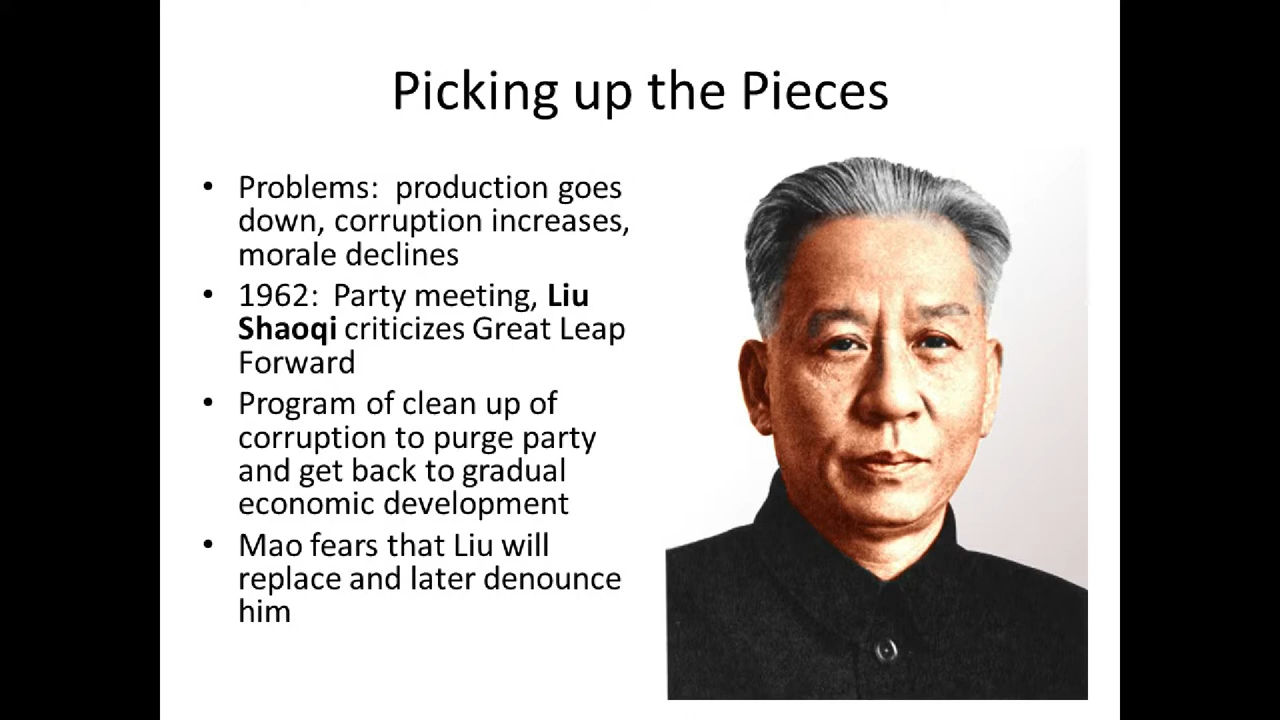 Picking up the Pieces
• Problems:  production goes
down, corruption increases,
morale declines
• 1962:  Party meeting, Liu
Shaoqi criticizes Great Leap
Forward
• Program of clean up of
corruption to purge party
and get back to gradual
economic development
• Mao fears that Liu will
replace and later denounce
him